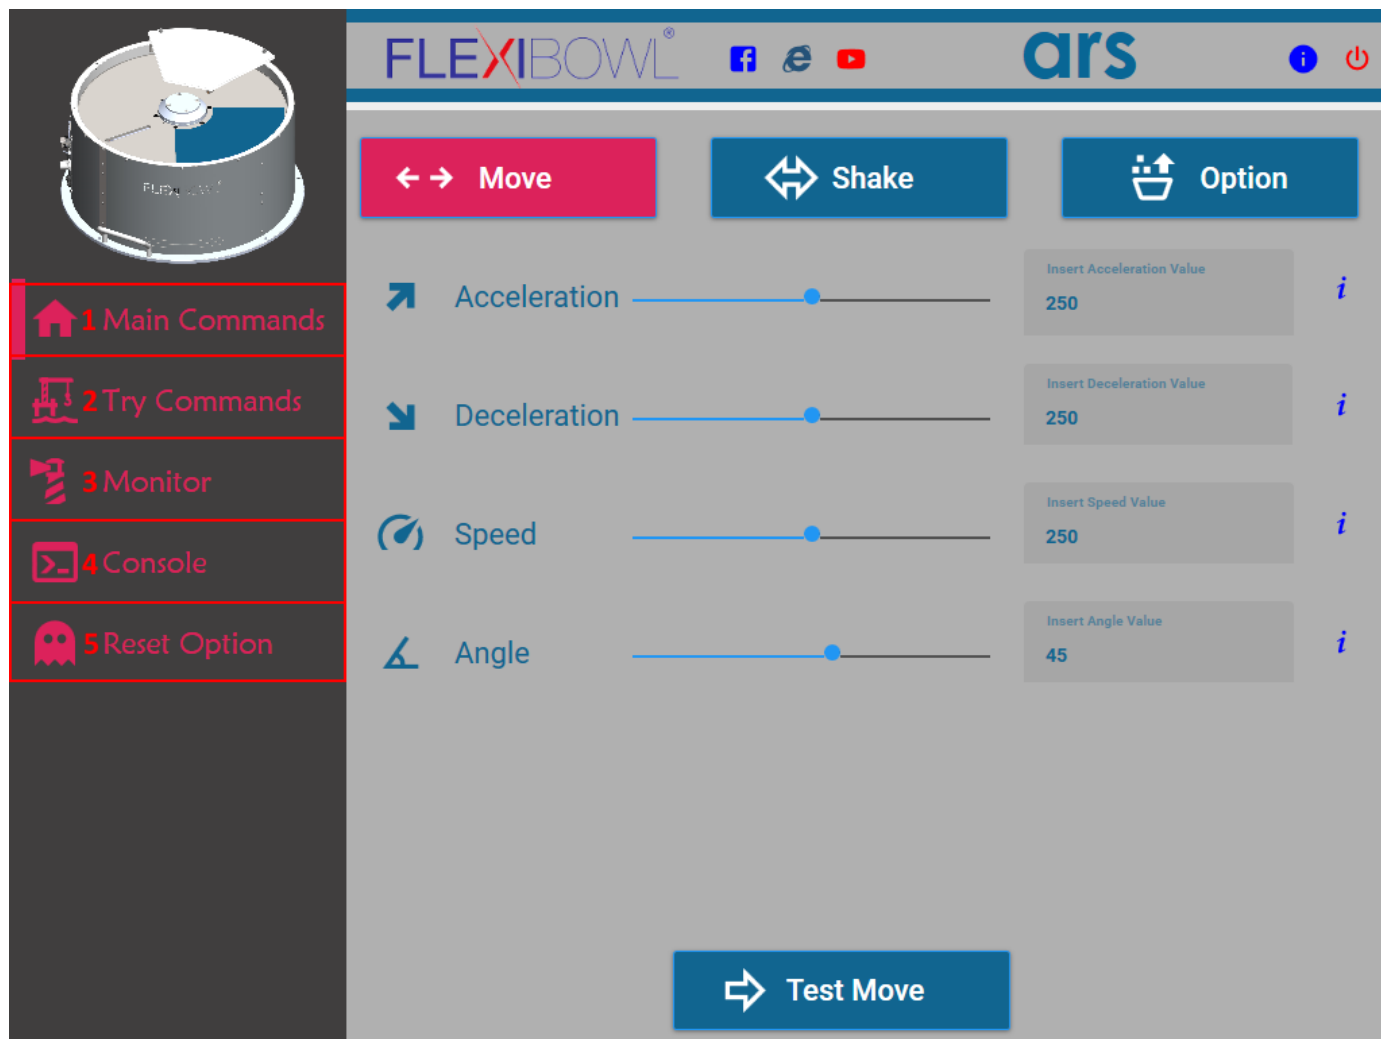 FLEXIBOWL®
ars
Move
Shake
Option
1 Main Commands
2 Try Commands
3 Monitor
4 Console
5 Reset Option
Acceleration
Insert Acceleration Value
250
i
Deceleration
Insert Deceleration Value
250
i
Speed
Insert Speed Value
250
i
Angle
Insert Angle Value
45
i
Test Move